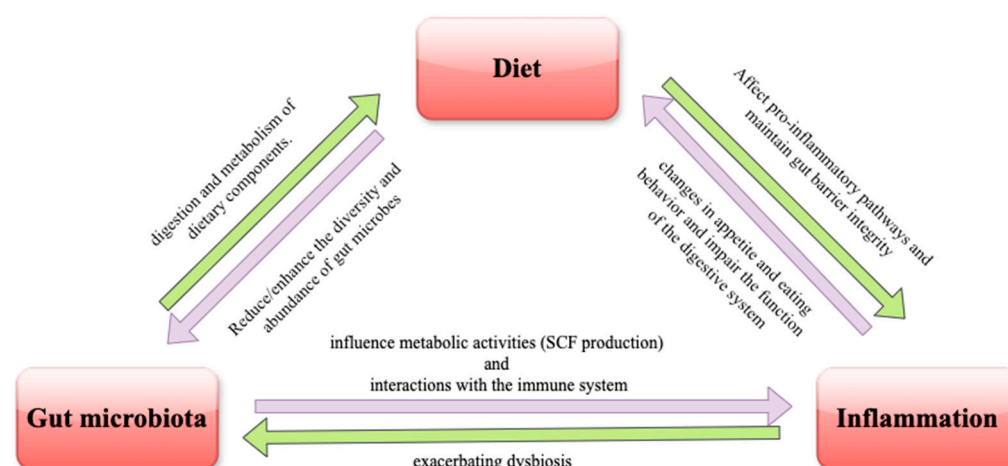 Diet
digestion and metabolism of
dietary components.
Reduce/enhance the diversity and
abundance of gut microbes
Affect pro-inflammatory pathways and
maintain gut barrier integrity
changes in appetite and eating
behavior and impair the function
of the digestive system
influence metabolic activities (SCF production)
and
interactions with the immune system
Gut microbiota
Inflammation
exacerbating dysbiosis